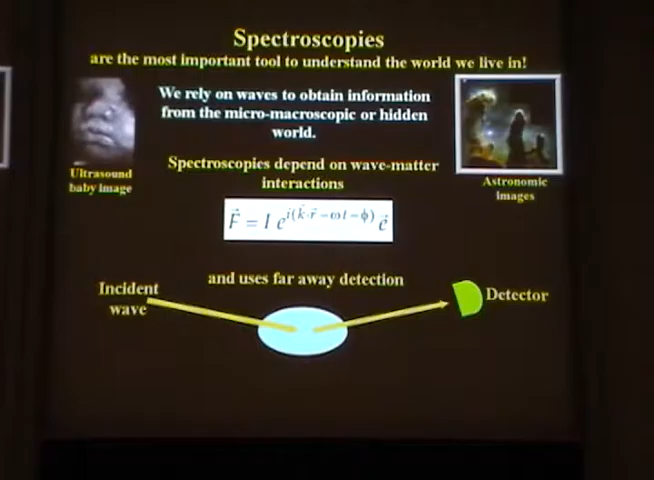 Spectroscopies
are the most important tool to understand the world we live in!
We rely on waves to obtain information
from the micro-macroscopic or hidden
world.
Ultrasound
baby image
Spectroscopies depend on wave-matter
interactions
Astronomic
images
F⃗ = I e^{i(k⃗·r⃗ −ωt−ϕ)} e⃗
and uses far away detection
Incident
wave
Detector